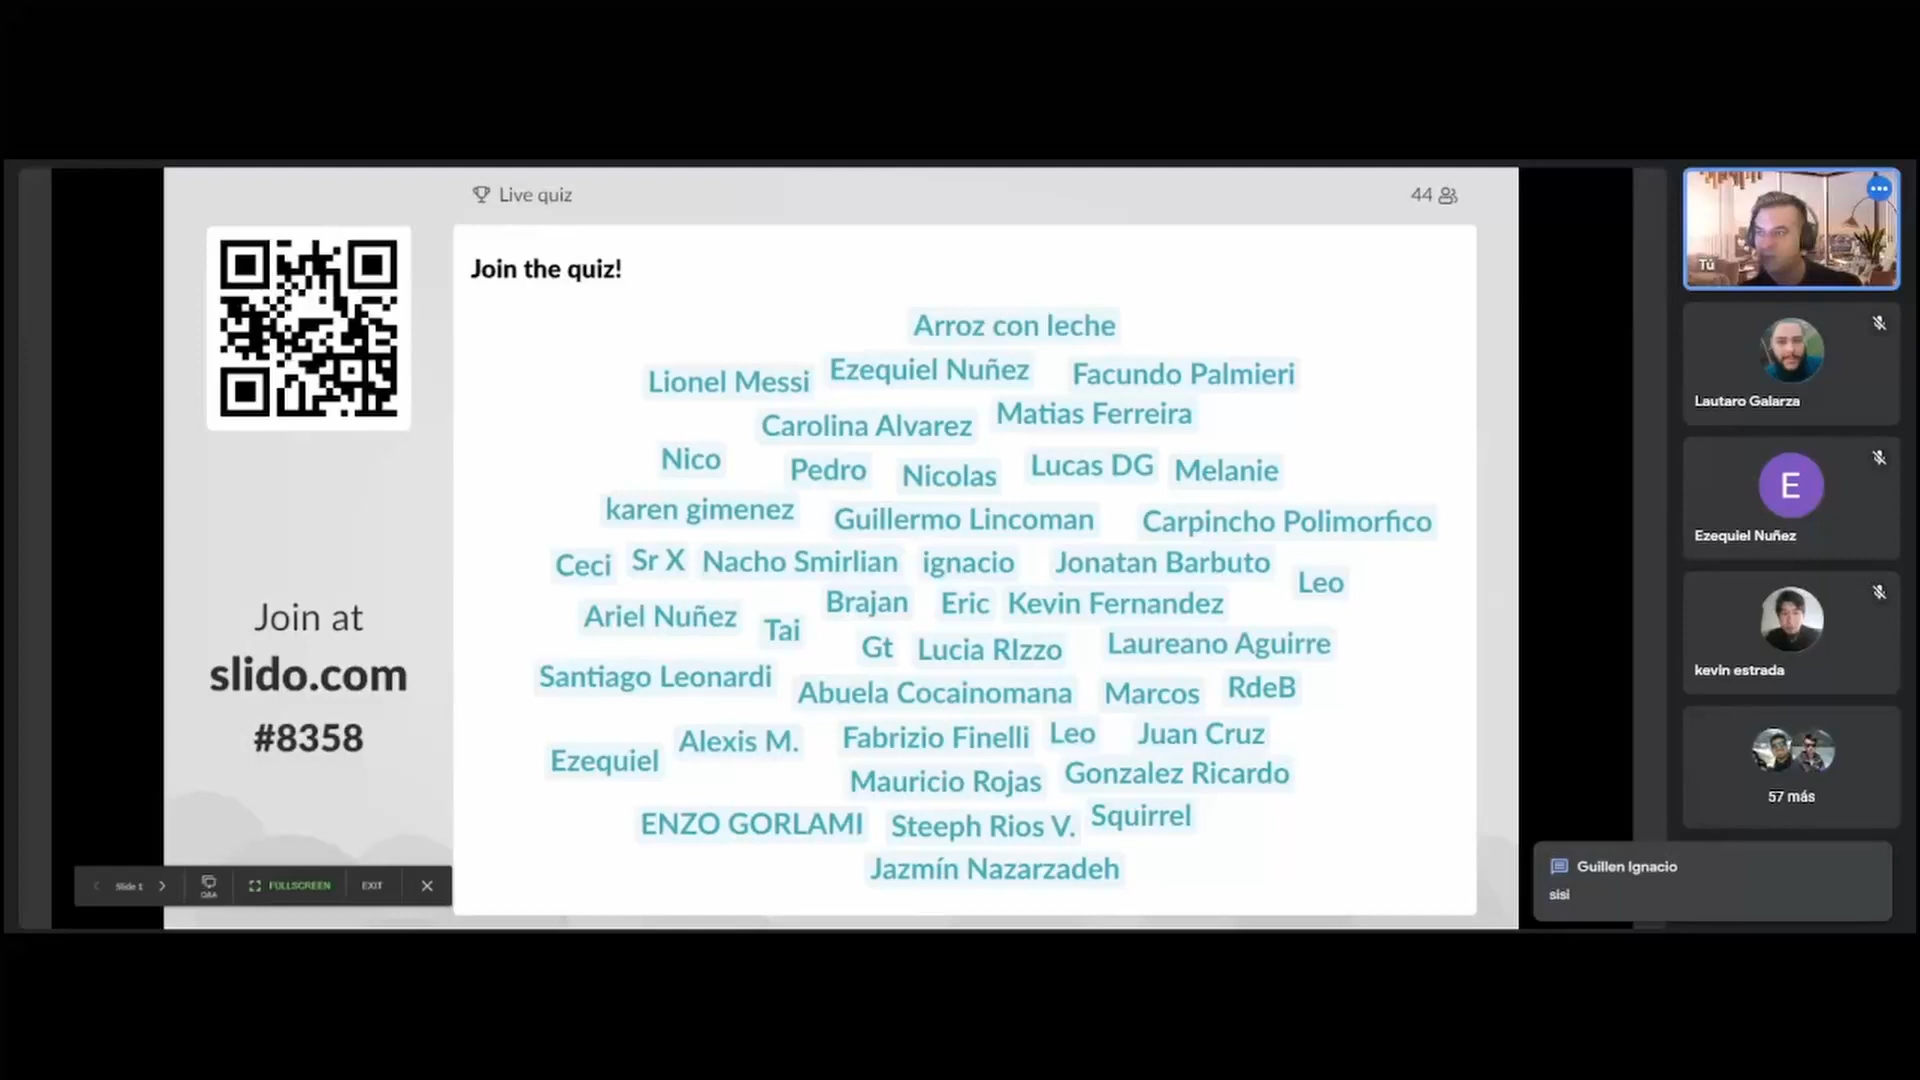 Live quiz
44
Join the quiz!
Arroz con leche
Lionel Messi
Ezequiel Nuñez
Facundo Palmieri
Carolina Alvarez
Matias Ferreira
Nico
Pedro
Nicolas
Lucas DG
Melanie
karen gimenez
Guillermo Lincoman
Carpincho Polimorfico
Ceci
Sr X
Nacho Smirlian
ignacio
Jonatan Barbuto
Leo
Ariel Nuñez
Tai
Brajan
Eric
Kevin Fernandez
Gt
Lucia RIzzo
Laureano Aguirre
Santiago Leonardi
Abuela Cocainomana
Marcos
RdeB
Ezequiel
Alexis M.
Fabrizio Finelli
Leo
Juan Cruz
Mauricio Rojas
Gonzalez Ricardo
ENZO GORLAMI
Steeph Rios V.
Squirrel
Jazmín Nazarzadeh
Join at
slido.com
#8358
Slide 1
Q&A
FULLSCREEN
EXIT
Tú
Lautaro Galarza
E
Ezequiel Nuñez
kevin estrada
57 más
Guillen Ignacio
sisi